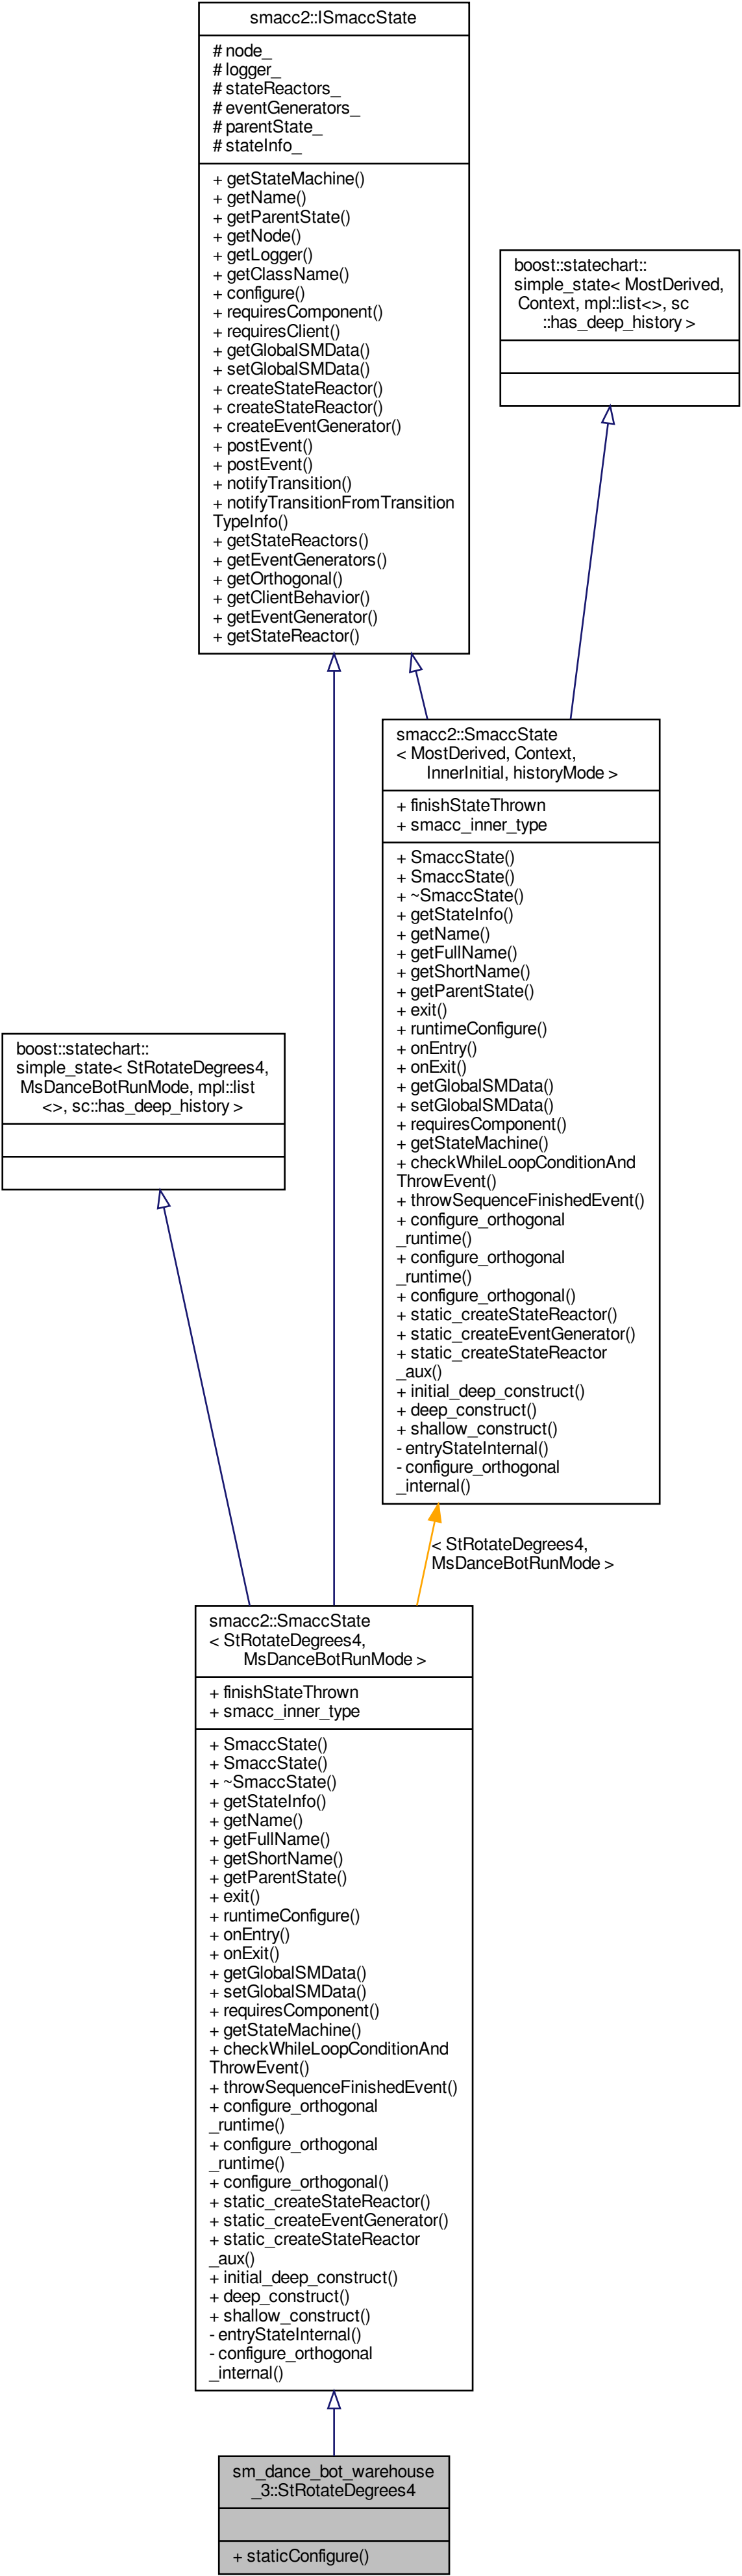 smacc2::ISmaccState
# node_
# logger_
# stateReactors_
# eventGenerators_
# parentState_
# stateInfo_
+ getStateMachine()
+ getName()
+ getParentState()
+ getNode()
+ getLogger()
+ getClassName()
+ configure()
+ requiresComponent()
+ requiresClient()
+ getGlobalSMData()
+ setGlobalSMData()
+ createStateReactor()
+ createStateReactor()
+ createEventGenerator()
+ postEvent()
+ postEvent()
+ notifyTransition()
+ notifyTransitionFromTransition
TypeInfo()
+ getStateReactors()
+ getEventGenerators()
+ getOrthogonal()
+ getClientBehavior()
+ getEventGenerator()
+ getStateReactor()
boost::statechart::
simple_state< MostDerived,
Context, mpl::list<>, sc
::has_deep_history >
smacc2::SmaccState
< MostDerived, Context,
InnerInitial, historyMode >
+ finishStateThrown
+ smacc_inner_type
+ SmaccState()
+ SmaccState()
+ ~SmaccState()
+ getStateInfo()
+ getName()
+ getFullName()
+ getShortName()
+ getParentState()
+ exit()
+ runtimeConfigure()
+ onEntry()
+ onExit()
+ getGlobalSMData()
+ setGlobalSMData()
+ requiresComponent()
+ getStateMachine()
+ checkWhileLoopConditionAnd
ThrowEvent()
+ throwSequenceFinishedEvent()
+ configure_orthogonal
_runtime()
+ configure_orthogonal
_runtime()
+ configure_orthogonal()
+ static_createStateReactor()
+ static_createEventGenerator()
+ static_createStateReactor
_aux()
+ initial_deep_construct()
+ deep_construct()
+ shallow_construct()
- entryStateInternal()
- configure_orthogonal
_internal()
boost::statechart::
simple_state< StRotateDegrees4,
MsDanceBotRunMode, mpl::list
<>, sc::has_deep_history >
< StRotateDegrees4,
MsDanceBotRunMode >
smacc2::SmaccState
< StRotateDegrees4,
MsDanceBotRunMode >
+ finishStateThrown
+ smacc_inner_type
+ SmaccState()
+ SmaccState()
+ ~SmaccState()
+ getStateInfo()
+ getName()
+ getFullName()
+ getShortName()
+ getParentState()
+ exit()
+ runtimeConfigure()
+ onEntry()
+ onExit()
+ getGlobalSMData()
+ setGlobalSMData()
+ requiresComponent()
+ getStateMachine()
+ checkWhileLoopConditionAnd
ThrowEvent()
+ throwSequenceFinishedEvent()
+ configure_orthogonal
_runtime()
+ configure_orthogonal
_runtime()
+ configure_orthogonal()
+ static_createStateReactor()
+ static_createEventGenerator()
+ static_createStateReactor
_aux()
+ initial_deep_construct()
+ deep_construct()
+ shallow_construct()
- entryStateInternal()
- configure_orthogonal
_internal()
sm_dance_bot_warehouse
_3::StRotateDegrees4
+ staticConfigure()